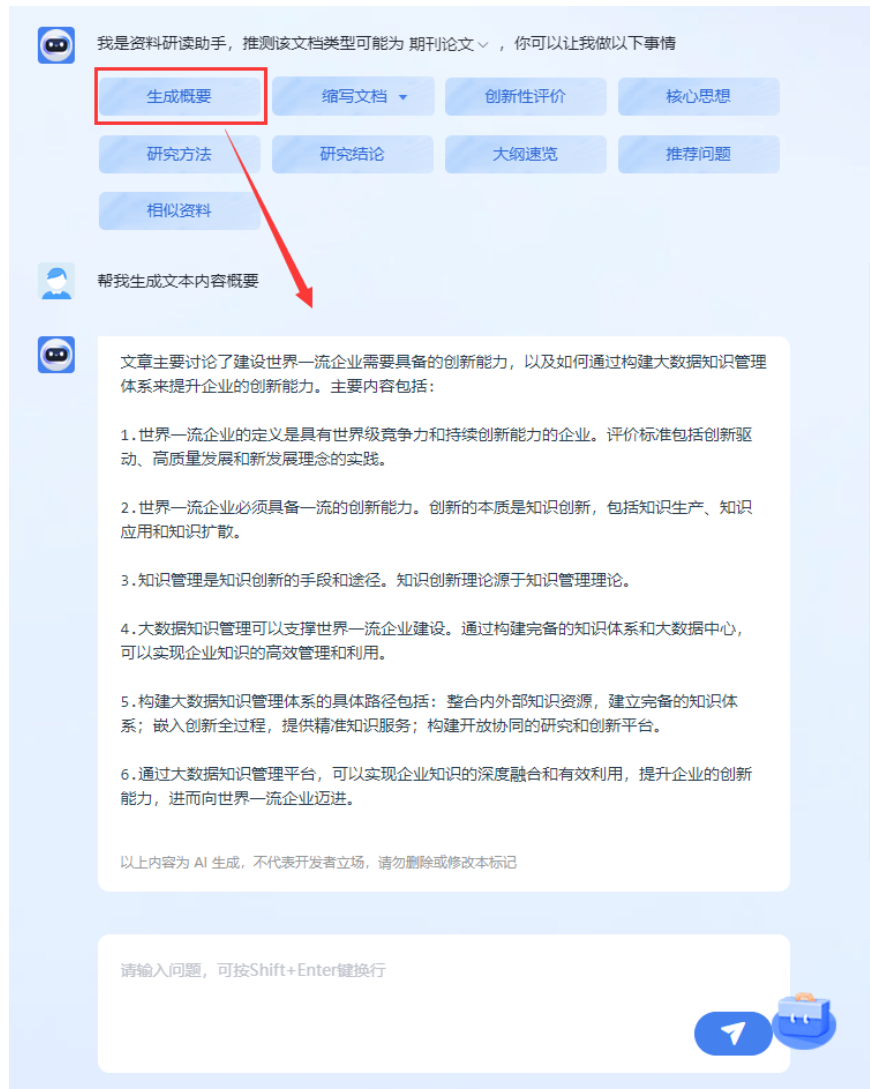 我是资料研读助手，推测该文档类型可能为 期刊论文 ，你可以让我做以下事情
生成概要 缩写文档 创新性评价 核心思想
研究方法 研究结论 大纲速览 推荐问题
相似资料
帮我生成文本内容概要
文章主要讨论了建设世界一流企业需要具备的创新能力，以及如何通过构建大数据知识管理
体系来提升企业的创新能力。主要内容包括：
1.世界一流企业的定义是具有世界级竞争力和持续创新能力的企业。评价标准包括创新驱
动、高质量发展和新发展理念的实践。
2.世界一流企业必须具备一流的创新能力。创新的本质是知识创新，包括知识生产、知识
应用和知识扩散。
3.知识管理是知识创新的手段和途径。知识创新理论源于知识管理理论。
4.大数据知识管理可以支撑世界一流企业建设。通过构建完备的知识体系和大数据中心，
可以实现企业知识的高效管理和利用。
5.构建大数据知识管理体系的具体路径包括：整合内外部知识资源，建立完备的知识体
系；嵌入创新全过程，提供精准知识服务；构建开放协同的研究和创新平台。
6.通过大数据知识管理平台，可以实现企业知识的深度融合和有效利用，提升企业的创新
能力，进而向世界一流企业迈进。
以上内容为 AI 生成，不代表开发者立场，请勿删除或修改本标记
请输入问题，可按Shift+Enter键换行